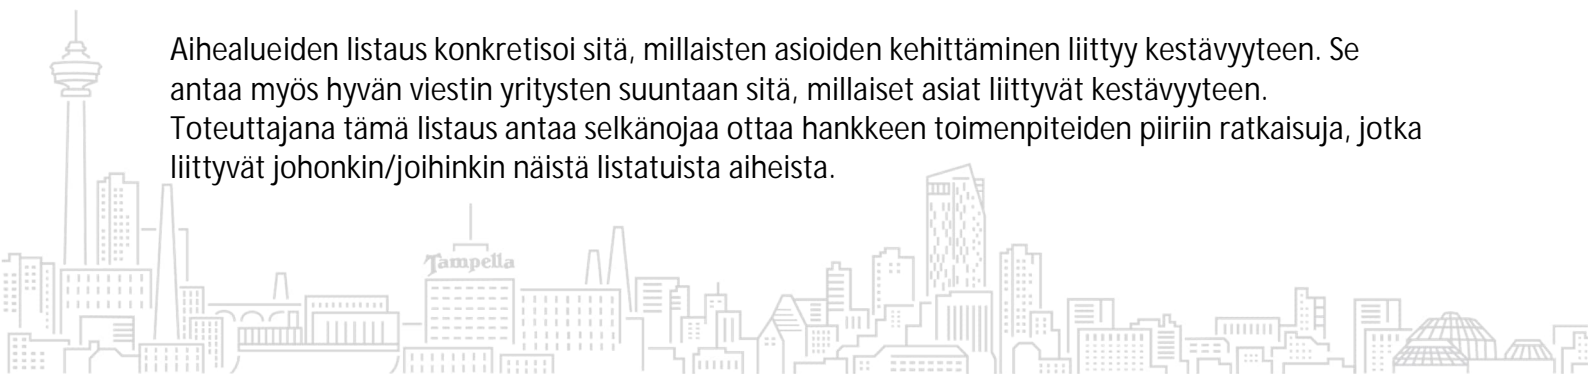 Aihealueiden listaus konkretisoi sitä, millaisten asioiden kehittäminen liittyy kestävyyteen. Se
antaa myös hyvän viestin yritysten suuntaan sitä, millaiset asiat liittyvät kestävyyteen.
Toteuttajana tämä listaus antaa selkänojaa ottaa hankkeen toimenpiteiden piiriin ratkaisuja, jotka
liittyvät johonkin/joihinkin näistä listatuista aiheista.
Tampella